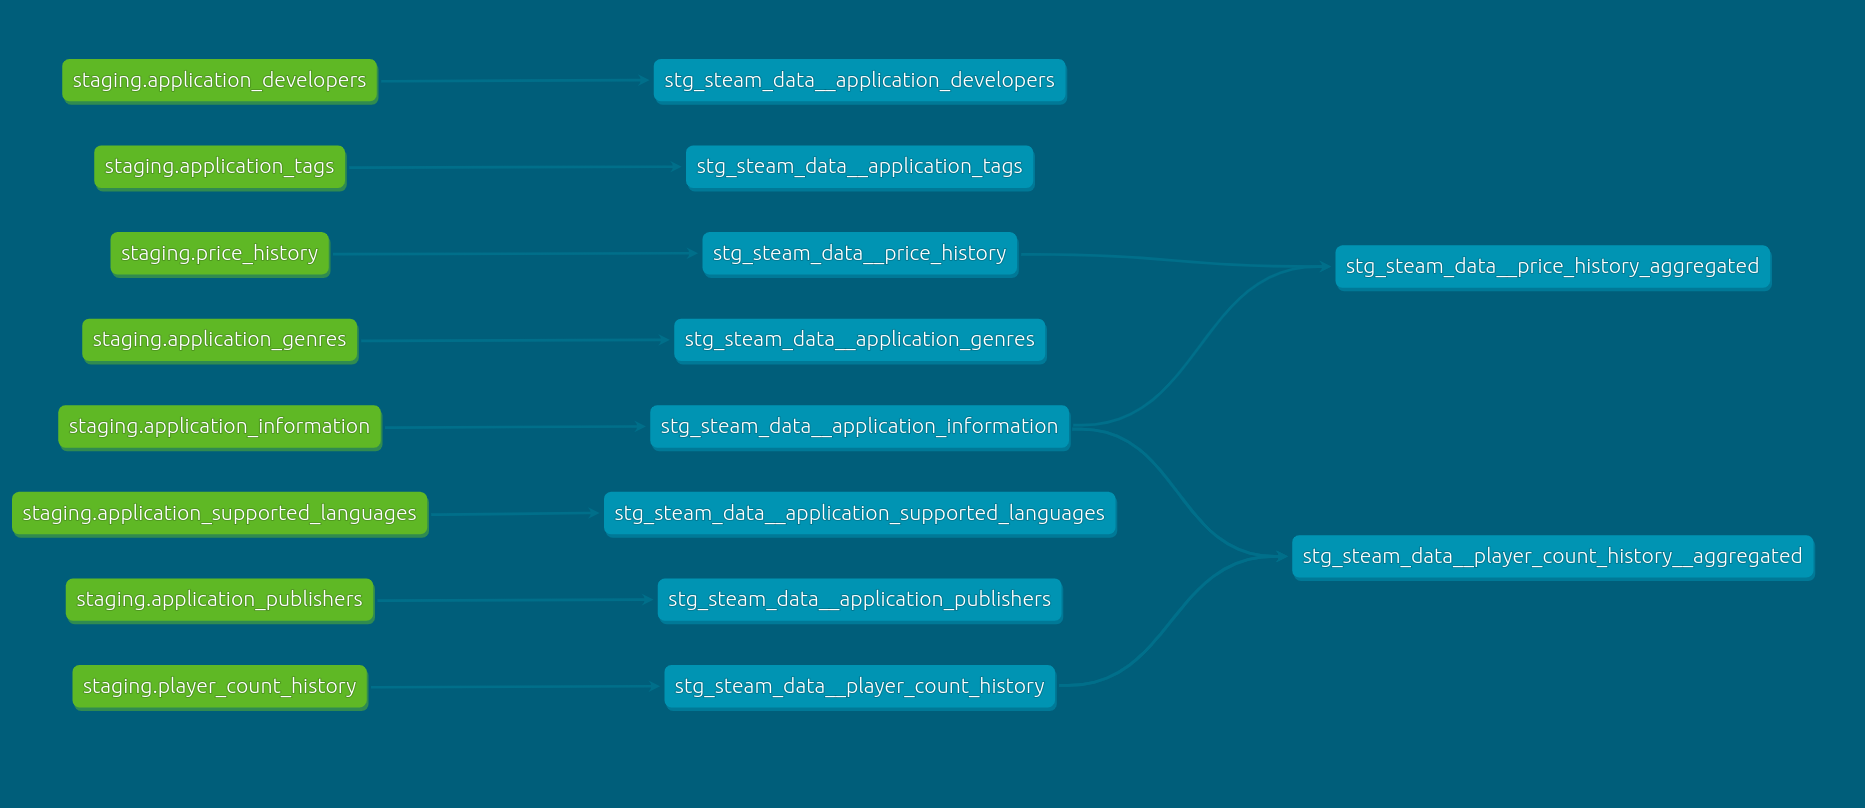 staging.application_developers
stg_steam_data__application_developers
staging.application_tags
stg_steam_data__application_tags
staging.price_history
stg_steam_data__price_history
stg_steam_data__price_history_aggregated
staging.application_genres
stg_steam_data__application_genres
staging.application_information
stg_steam_data__application_information
staging.application_supported_languages
stg_steam_data__application_supported_languages
stg_steam_data__player_count_history__aggregated
staging.application_publishers
stg_steam_data__application_publishers
staging.player_count_history
stg_steam_data__player_count_history